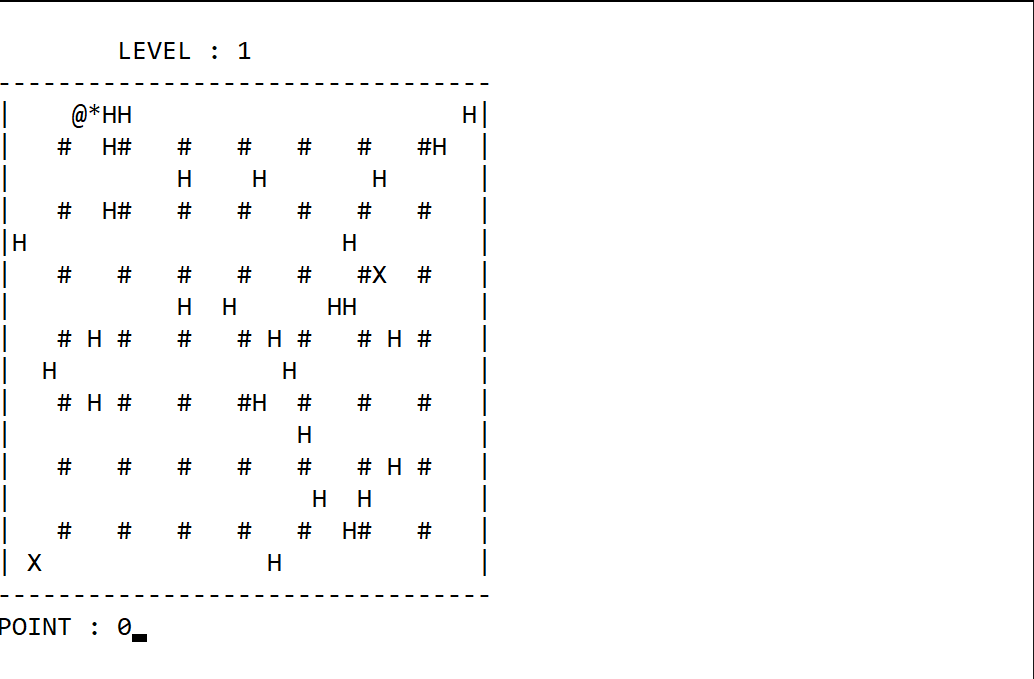 LEVEL : 1
---------------------------------
|    @*HH                      H|
|   #  H#   #   #   #   #   #H  |
|           H    H       H      |
|   #  H#   #   #   #   #   #   |
|H                     H        |
|   #   #   #   #   #   #X  #   |
|           H  H      HH        |
|   # H #   #   # H #   # H #   |
|  H               H            |
|   # H #   #   #H  #   #   #   |
|                   H           |
|   #   #   #   #   #   # H #   |
|                    H  H       |
|   #   #   #   #   #  H#   #   |
| X               H             |
---------------------------------
POINT : 0